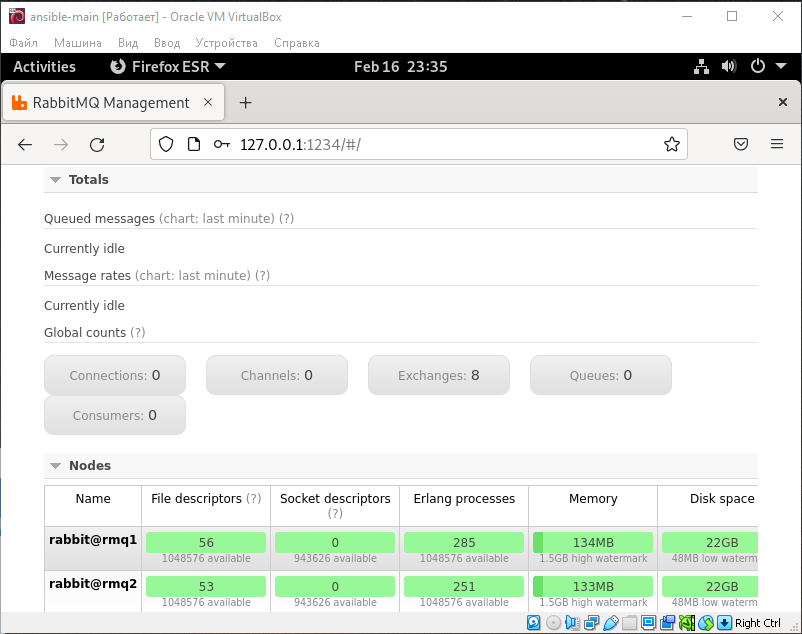 ansible-main [Работает] - Oracle VM VirtualBox
Файл Машина Вид Ввод Устройства Справка
Activities Firefox ESR Feb 16 23:35
RabbitMQ Management
127.0.0.1:1234/#/
Totals
Queued messages (chart: last minute) (?)
Currently idle
Message rates (chart: last minute) (?)
Currently idle
Global counts (?)
Connections: 0 Channels: 0 Exchanges: 8 Queues: 0
Consumers: 0
Nodes
Name File descriptors (?) Socket descriptors (?) Erlang processes Memory Disk space
rabbit@rmq1 56 0 285 134MB 22GB
1048576 available 943626 available 1048576 available 1.5GB high watermark 48MB low waterm
rabbit@rmq2 53 0 251 133MB 22GB
1048576 available 943626 available 1048576 available 1.5GB high watermark 48MB low waterm
Right Ctrl